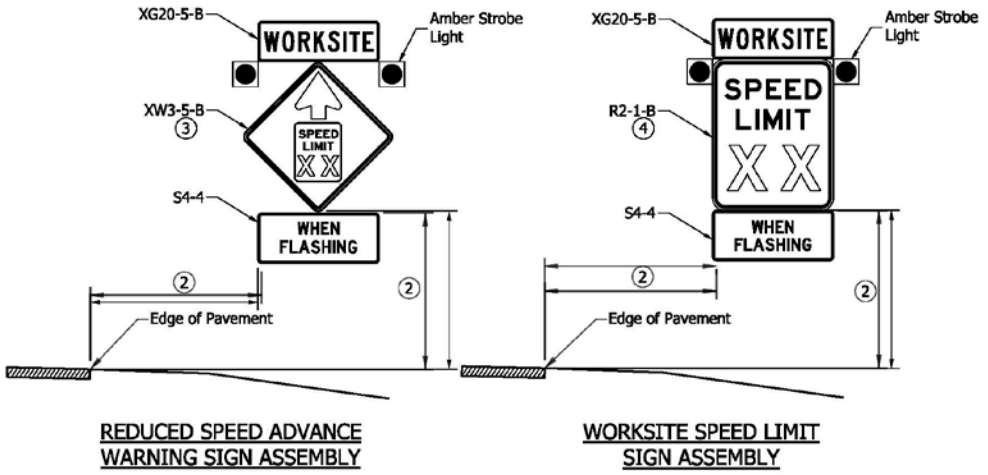 XG20-5-B
WORKSITE
Amber Strobe
Light
XW3-5-B
3
SPEED
LIMIT
X X
S4-4
WHEN
FLASHING
2
2
Edge of Pavement
REDUCED SPEED ADVANCE
WARNING SIGN ASSEMBLY
XG20-5-B
WORKSITE
Amber Strobe
Light
R2-1-B
4
SPEED
LIMIT
X X
S4-4
WHEN
FLASHING
2
2
Edge of Pavement
WORKSITE SPEED LIMIT
SIGN ASSEMBLY